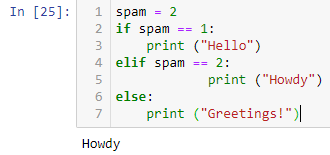 In [25]:
1 spam = 2
2 if spam == 1:
3     print ("Hello")
4 elif spam == 2:
5             print ("Howdy")
6 else:
7     print ("Greetings!")
Howdy